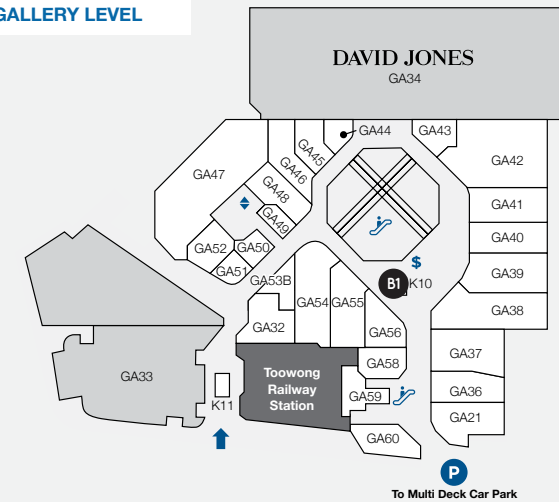 GALLERY LEVEL
DAVID JONES
GA34
GA44
GA43
GA45
GA46
GA42
GA47
GA48
GA41
GA49
GA50
GA52
GA51
GA40
$
GA53B
B1
K10
GA39
GA54
GA55
GA38
GA32
GA56
GA37
GA58
GA33
Toowong
Railway
Station
GA59
GA36
K11
GA21
GA60
P
To Multi Deck Car Park